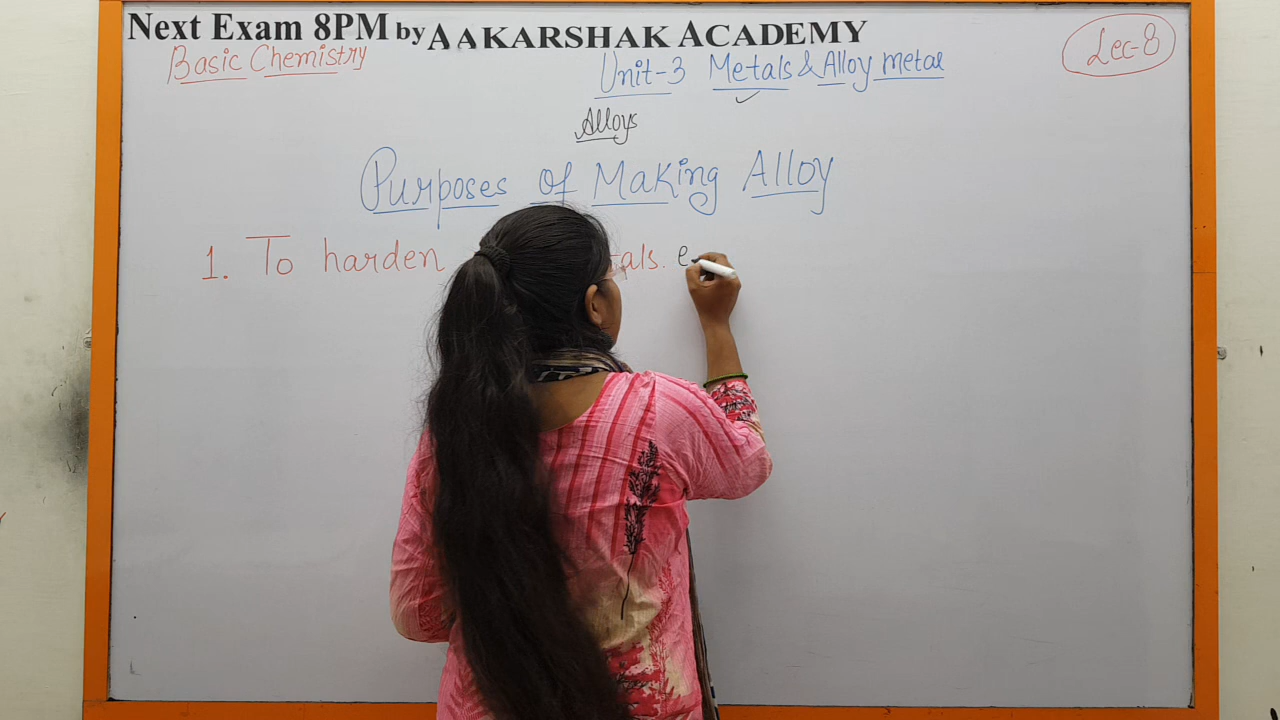 Next Exam 8PM by AAKARSHAK ACADEMY
Basic Chemistry
Unit-3 Metals & Alloy metal
Lec-8
Alloys
Purposes of Making Alloy
1. To harden tals. e